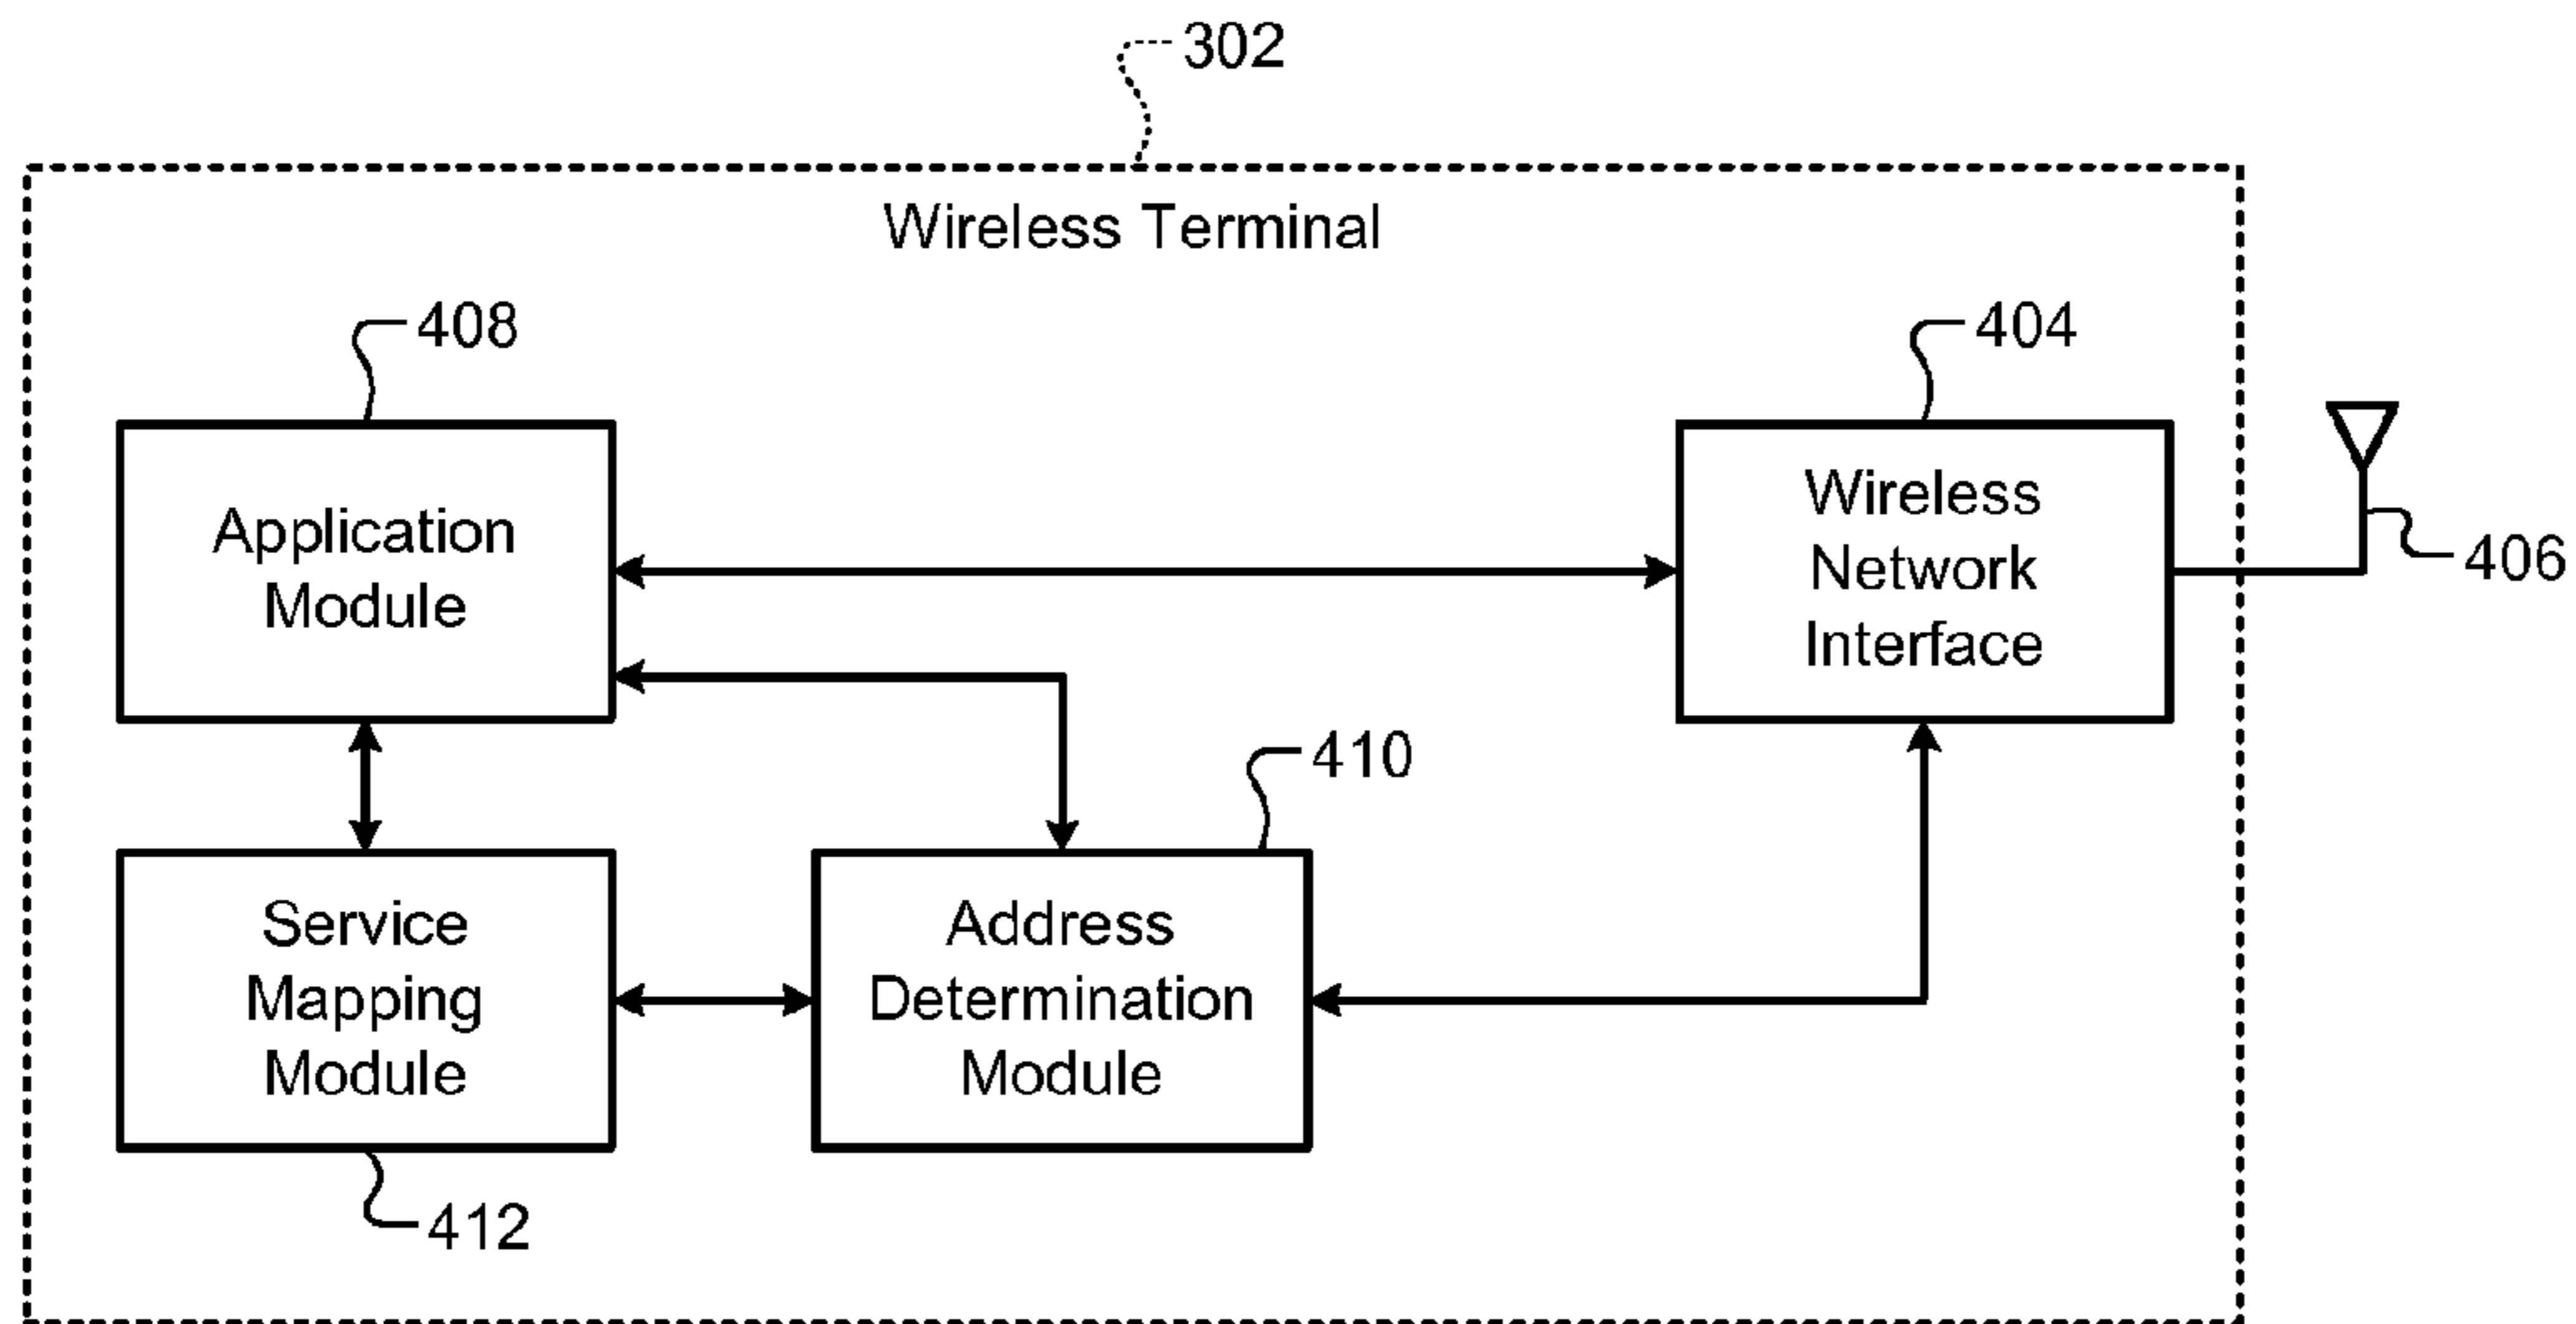 302
Wireless Terminal
408
404
Application
Module
Wireless
Network
Interface
406
410
Service
Mapping
Module
Address
Determination
Module
412